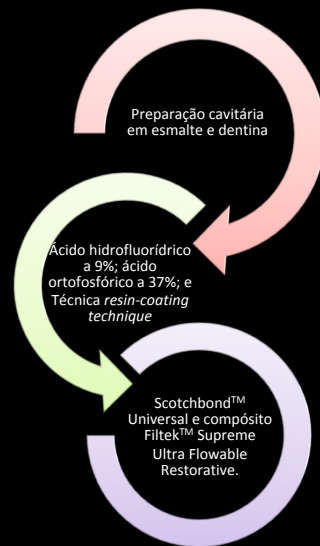 Preparação cavitária
em esmalte e dentina
Ácido hidrofluorídrico
a 9%; ácido
ortofosfórico a 37%; e
Técnica resin-coating
technique
Scotchbond™
Universal e compósito
Filtek™ Supreme
Ultra Flowable
Restorative.